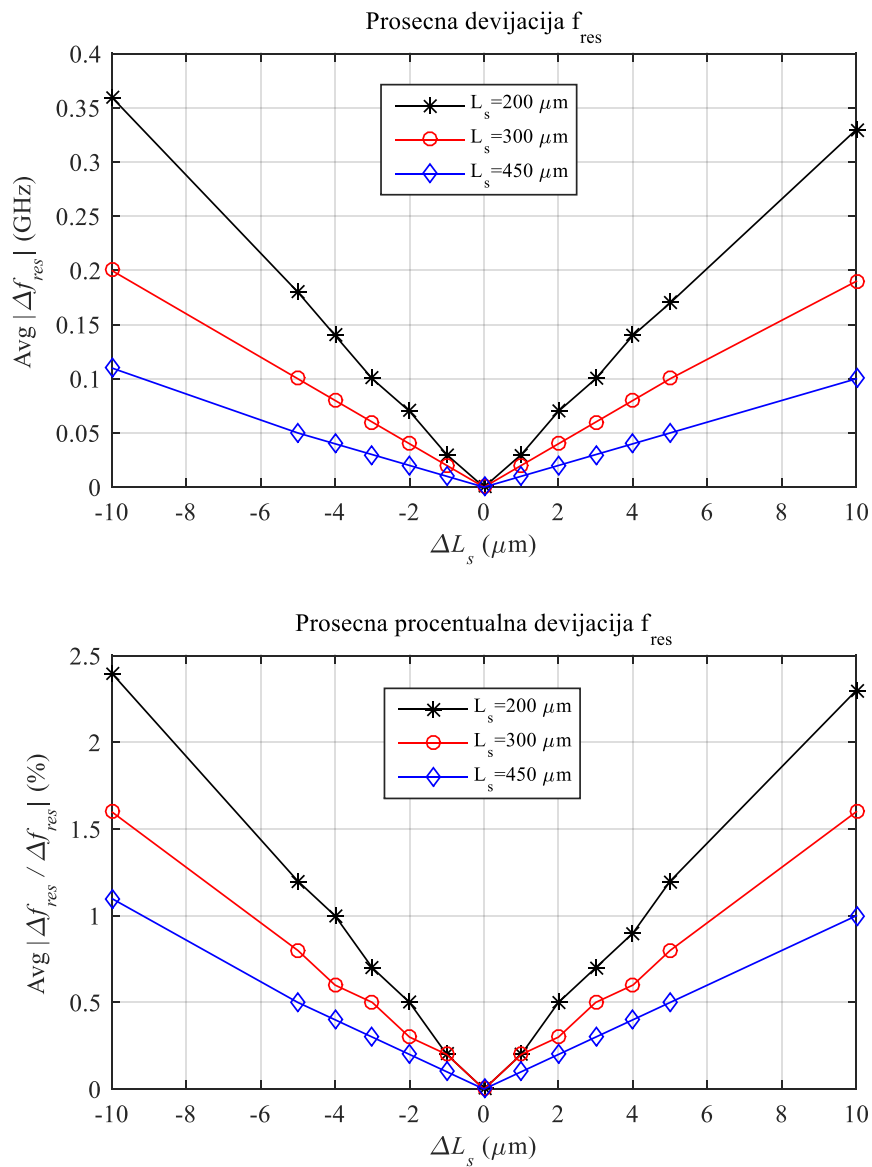 Prosecna devijacija f_res
0.4
0.35
0.3
0.25
0.2
0.15
0.1
0.05
0
Avg |Δf_res| (GHz)
L_s=200 μm
L_s=300 μm
L_s=450 μm
-10 -8 -6 -4 -2 0 2 4 6 8 10
ΔL_s (μm)
Prosecna procentualna devijacija f_res
2.5
2
1.5
1
0.5
0
Avg |Δf_res / Δf_res| (%)
L_s=200 μm
L_s=300 μm
L_s=450 μm
-10 -8 -6 -4 -2 0 2 4 6 8 10
ΔL_s (μm)